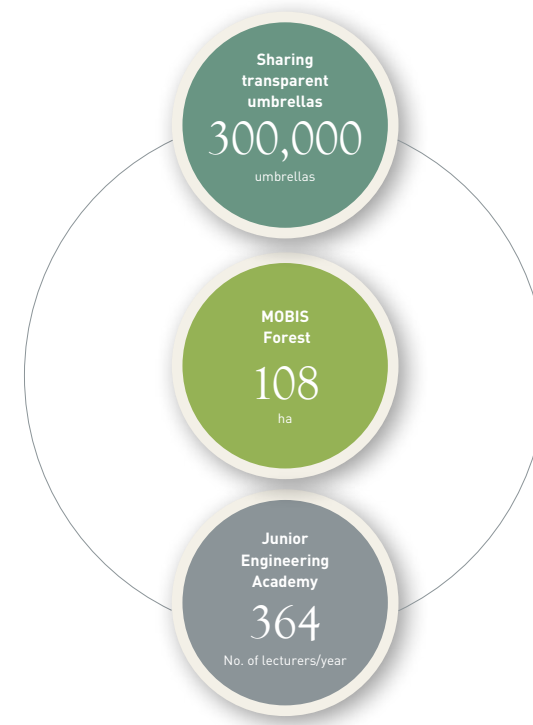 Sharing
transparent
umbrellas
300,000
umbrellas
MOBIS
Forest
108
ha
Junior
Engineering
Academy
364
No. of lecturers/year